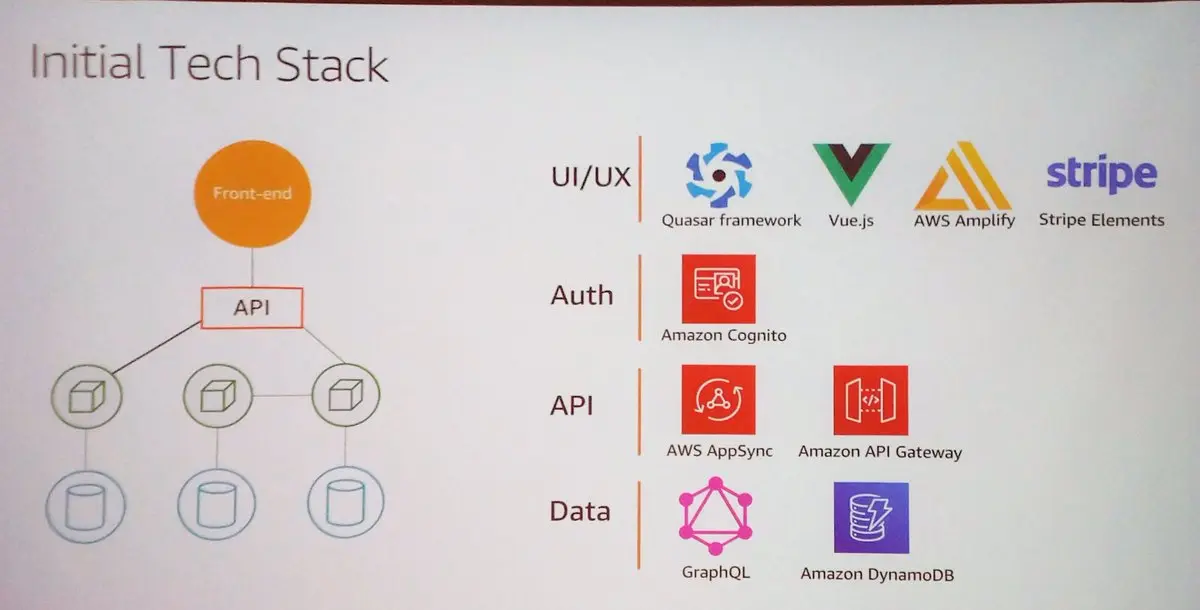 Initial Tech Stack
Front-end
API
UI/UX
stripe
Quasar framework
Vue.js
AWS Amplify
Stripe Elements
Auth
Amazon Cognito
API
</>
AWS AppSync
Amazon API Gateway
Data
GraphQL
Amazon DynamoDB